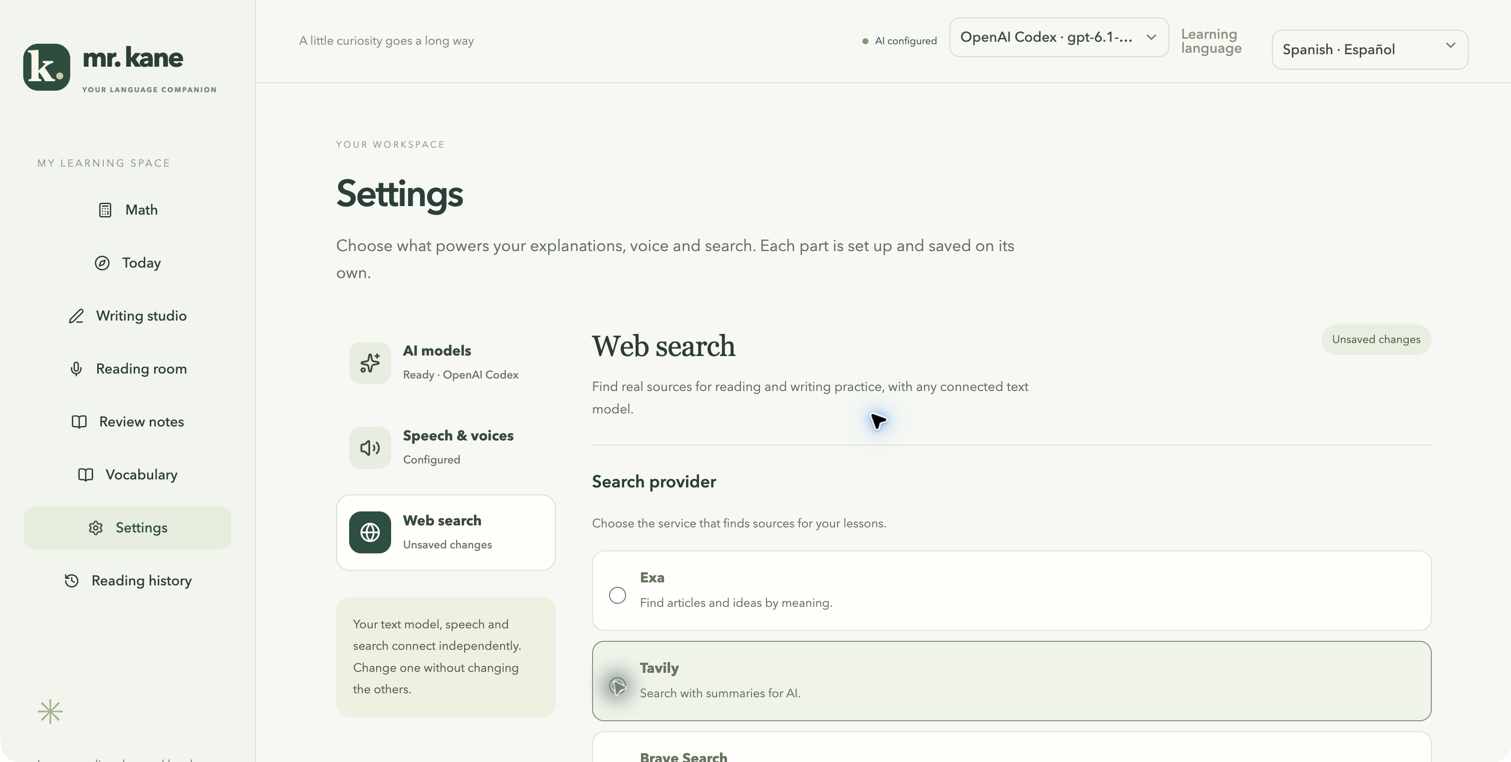 k.
mr. kane
YOUR LANGUAGE COMPANION
MY LEARNING SPACE
Math
Today
Writing studio
Reading room
Review notes
Vocabulary
Settings
Reading history
A little curiosity goes a long way
AI configured
OpenAI Codex · gpt-6.1-...
Learning
language
Spanish · Español
YOUR WORKSPACE
Settings
Choose what powers your explanations, voice and search. Each part is set up and saved on its
own.
AI models
Ready · OpenAI Codex
Speech & voices
Configured
Web search
Unsaved changes
Your text model, speech and
search connect independently.
Change one without changing
the others.
Web search
Unsaved changes
Find real sources for reading and writing practice, with any connected text
model.
Search provider
Choose the service that finds sources for your lessons.
Exa
Find articles and ideas by meaning.
Tavily
Search with summaries for AI.
Brave Search